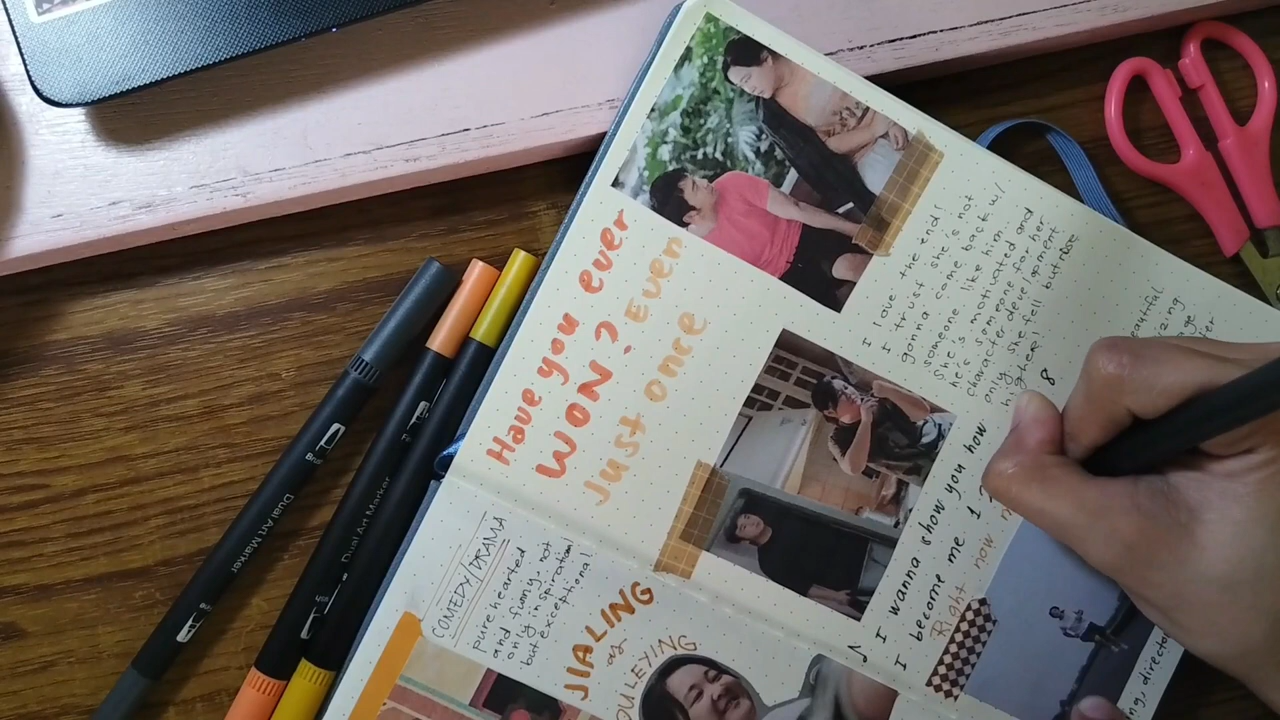 Have you ever
WON? Even
Just once
I love the end!
I trust she's not
gonna come back w/
someone like him.
She's motivated and
he's someone for her
character development
only. She fell but rose
higher!
8
eautiful
♪ I wanna show you how
I become me
Right now
COMEDY/DRAMA
pure hearted
and funny, not
only inspirational
but exceptional
JIALING
as
Dual Art Marker
Dual Art Marker